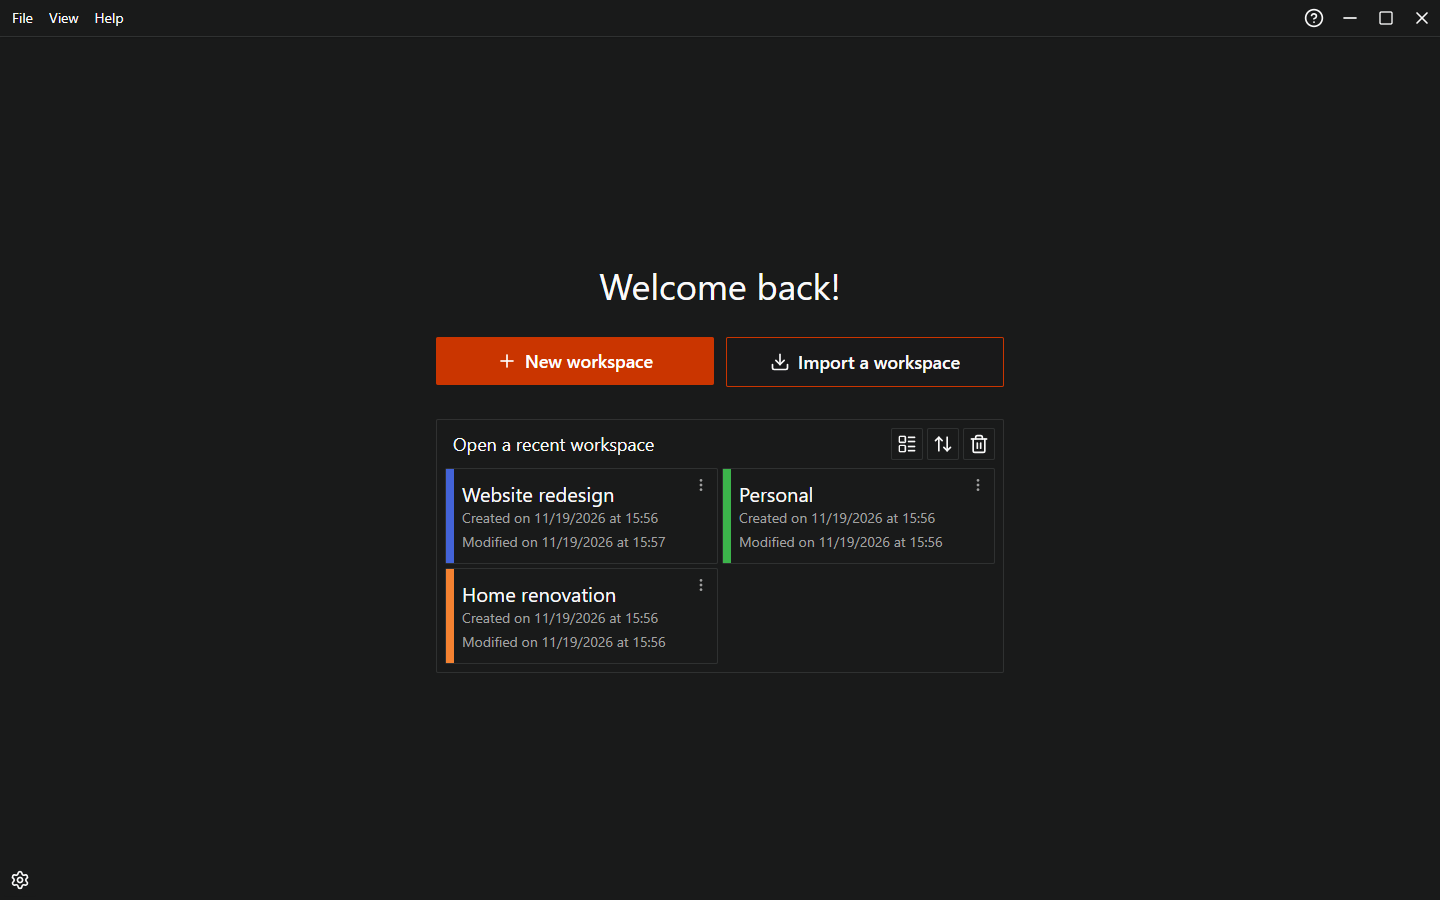 File View Help
Welcome back!
New workspace
Import a workspace
Open a recent workspace
Website redesign
Created on 11/19/2026 at 15:56
Modified on 11/19/2026 at 15:57
Personal
Created on 11/19/2026 at 15:56
Modified on 11/19/2026 at 15:56
Home renovation
Created on 11/19/2026 at 15:56
Modified on 11/19/2026 at 15:56